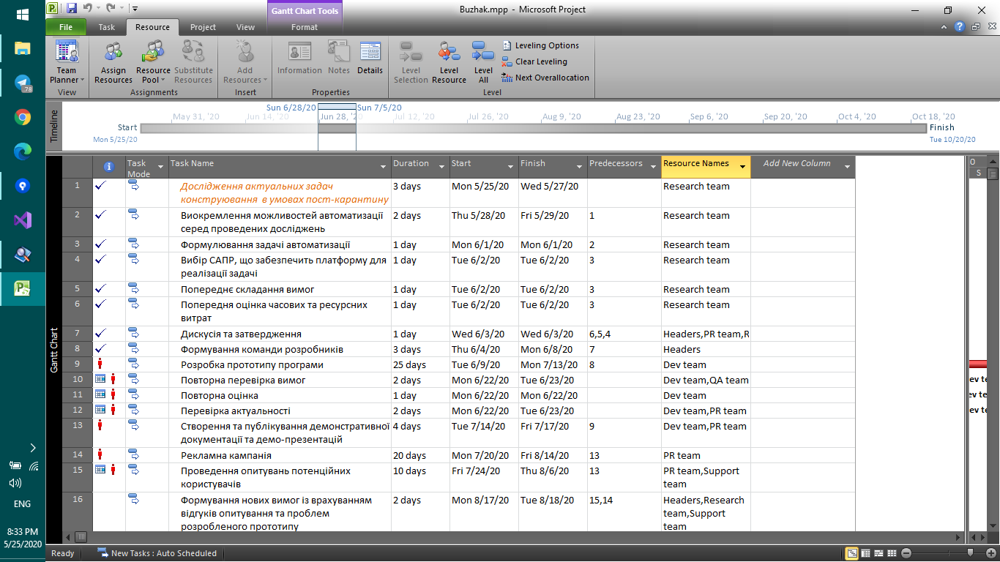 Buzhak.mpp - Microsoft Project
Gantt Chart Tools
File Task Resource Project View Format
Team Planner
Assign Resources
Resource Pool
Substitute Resources
Add Resources
Information
Notes
Details
Level Selection
Level Resource
Level All
Leveling Options
Clear Leveling
Next Overallocation
View Assignments Insert Properties Level
Timeline
Sun 6/28/20 Sun 7/5/20
May 31, '20 Jun 14, '20 Jun 28, '2 Jul 12, '20 Jul 26, '20 Aug 9, '20 Aug 23, '20 Sep 6, '20 Sep 20, '20 Oct 4, '20 Oct 18, '20
Start Finish
Mon 5/25/20 Tue 10/20/20
Task Mode Task Name Duration Start Finish Predecessors Resource Names Add New Column
S
1 Дослідження актуальних задач 3 days Mon 5/25/20 Wed 5/27/20 Research team
конструювання в умовах пост-карантину
2 Виокремлення можливостей автоматизації 2 days Thu 5/28/20 Fri 5/29/20 1 Research team
серед проведених досліджень
3 Формулювання задачі автоматизації 1 day Mon 6/1/20 Mon 6/1/20 2 Research team
4 Вибір САПР, що забезпечить платформу для 1 day Tue 6/2/20 Tue 6/2/20 3 Research team
реалізації задачі
5 Попереднє складання вимог 1 day Tue 6/2/20 Tue 6/2/20 3 Research team
6 Попередня оцінка часових та ресурсних 1 day Tue 6/2/20 Tue 6/2/20 3 Research team
витрат
7 Дискусія та затвердження 1 day Wed 6/3/20 Wed 6/3/20 6,5,4 Headers,PR team,R
8 Формування команди розробників 3 days Thu 6/4/20 Mon 6/8/20 7 Headers
9 Розробка прототипу програми 25 days Tue 6/9/20 Mon 7/13/20 8 Dev team
10 Повторна перевірка вимог 2 days Mon 6/22/20 Tue 6/23/20 Dev team,QA team
11 Повторна оцінка 1 day Mon 6/22/20 Mon 6/22/20 Dev team
12 Перевірка актуальності 2 days Mon 6/22/20 Tue 6/23/20 Dev team,PR team
13 Створення та публікування демонстративної 4 days Tue 7/14/20 Fri 7/17/20 9 Dev team,PR team
документації та демо-презентацій
14 Рекламна кампанія 20 days Mon 7/20/20 Fri 8/14/20 13 PR team
15 Проведення опитувань потенційних 10 days Fri 7/24/20 Thu 8/6/20 13 PR team,Support
користувачів team
16 Формування нових вимог із врахуванням 2 days Mon 8/17/20 Tue 8/18/20 15,14 Headers,Research
відгуків опитування та проблем team,Support
розробленого прототипу team
Gantt Chart
Ready New Tasks : Auto Scheduled
78
ENG
8:33 PM
5/25/2020